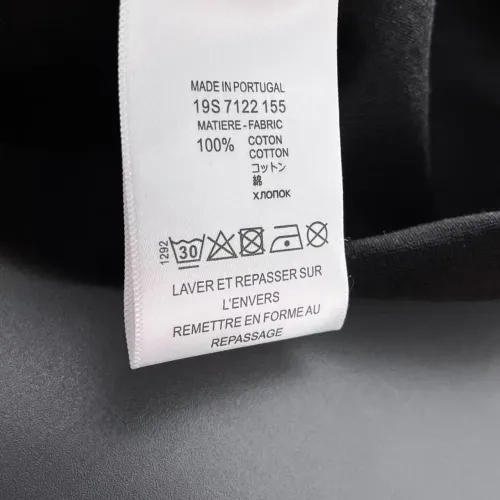 MADE IN PORTUGAL
19S 7122 155
MATIERE - FABRIC
100% COTON
COTTON
コットン
綿
ХЛОПОК
1292
30
LAVER ET REPASSER SUR
L'ENVERS
REMETTRE EN FORME AU
REPASSAGE